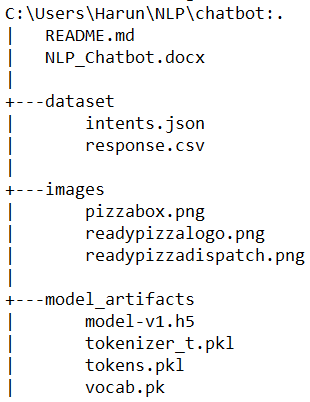 C:\Users\Harun\NLP\chatbot:.
|   README.md
|   NLP_Chatbot.docx
|
+---dataset
|       intents.json
|       response.csv
|
+---images
|       pizzabox.png
|       readypizzalogo.png
|       readypizzadispatch.png
|
+---model_artifacts
|       model-v1.h5
|       tokenizer_t.pkl
|       tokens.pkl
|       vocab.pk